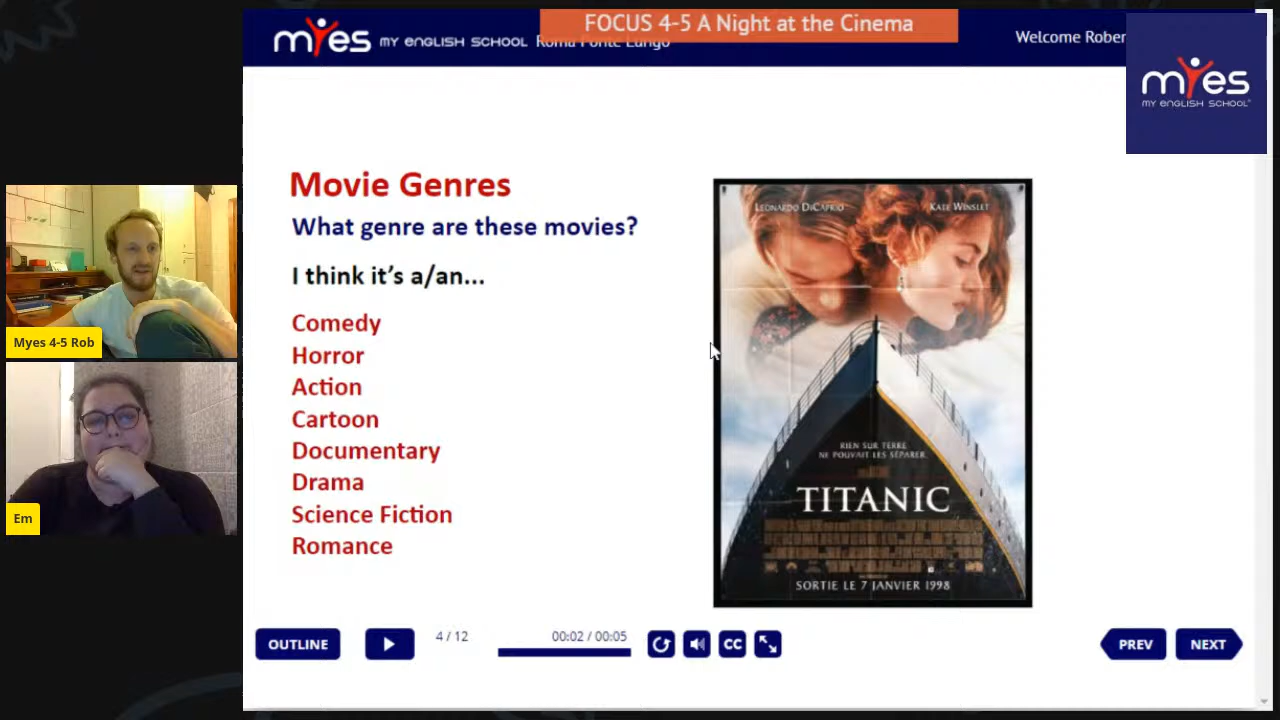 FOCUS 4-5 A Night at the Cinema
myes MY ENGLISH SCHOOL Roma Ponte Lungo
Welcome Rober
myes
MY ENGLISH SCHOOL
Movie Genres
What genre are these movies?
I think it's a/an...
Comedy
Horror
Action
Cartoon
Documentary
Drama
Science Fiction
Romance
LEONARDO DICAPRIO KATE WINSLET
RIEN SUR TERRE
NE POUVAIT LES SÉPARER.
TITANIC
SORTIE LE 7 JANVIER 1998
Myes 4-5 Rob
Em
OUTLINE
4 / 12
00:02 / 00:05
CC
PREV
NEXT